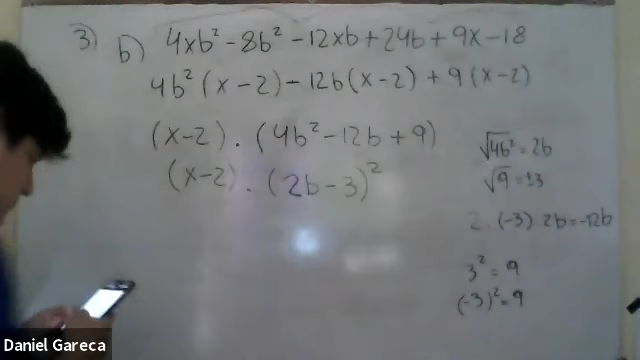 3) b) 4xb² - 8b² - 12xb + 24b + 9x - 18
4b² (x - 2) - 12b (x - 2) + 9 (x - 2)
(x - 2) . (4b² - 12b + 9)
(x - 2) . (2b - 3)²
√4b² = 2b
√9 = ±3
2. (-3) 2b = -12b
3² = 9
(-3)² = 9
Daniel Gareca